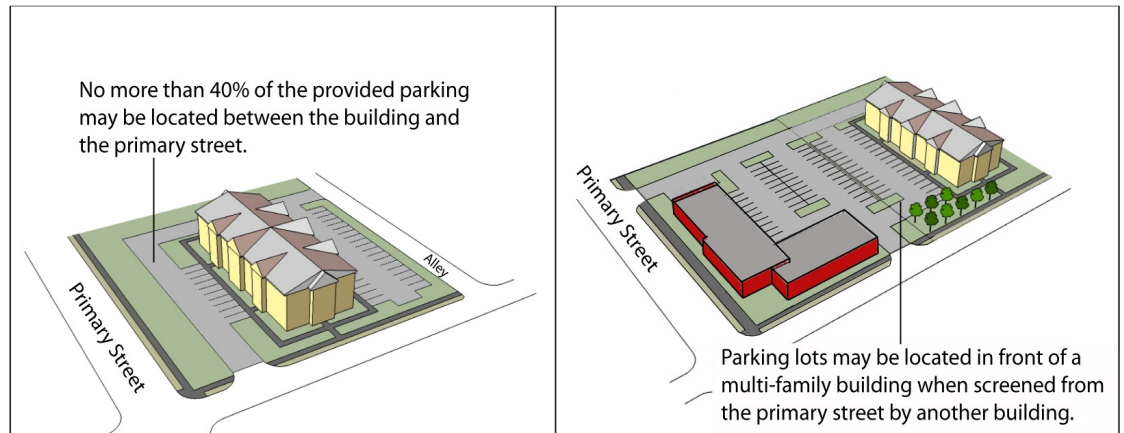 No more than 40% of the provided parking
may be located between the building and
the primary street.
Alley
Primary Street
Primary Street
Parking lots may be located in front of a
multi-family building when screened from
the primary street by another building.